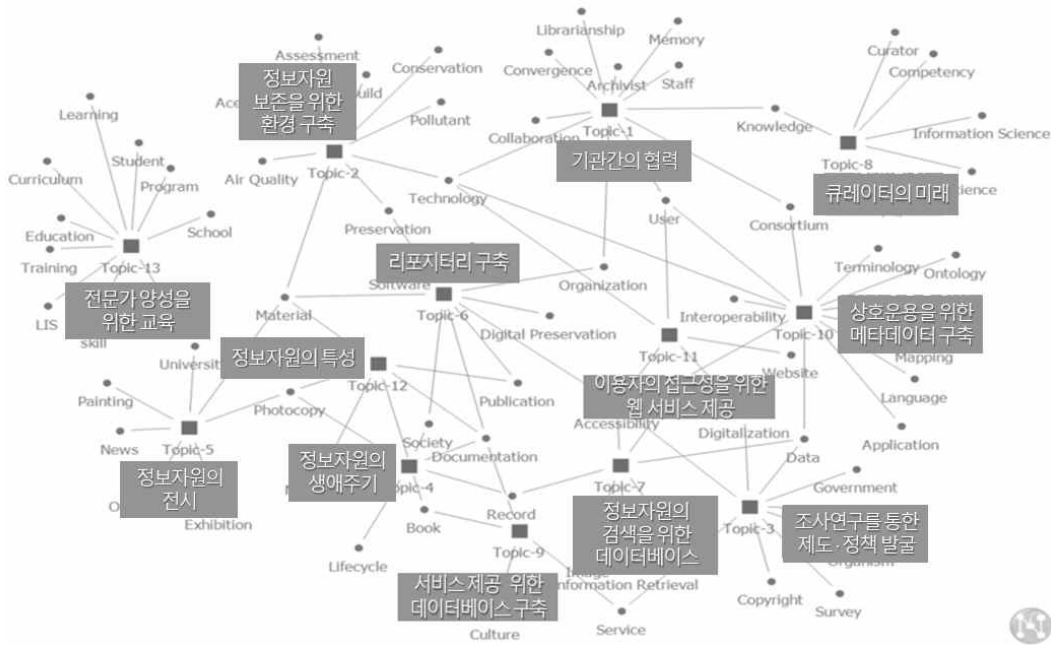 Librarianship
Memory
Curator
Assessment
Conservation
Convergence
Archivist
Staff
Competency
정보자원
보존을 위한
환경 구축
Learning
Pollutant
Collaboration
Topic-1
Knowledge
Information Science
기관간의 협력
Topic-8
Student
Curriculum
Program
Air Quality
Topic-2
Technology
큐레이터의 미래
User
Consortium
Preservation
School
Education
Training
Topic-13
리포지터리 구축
Terminology
Ontology
Software
Organization
전문가 양성을
위한 교육
LIS
skill
Material
Topic-6
Digital Preservation
Interoperability
Topic-10
상호운용을 위한
메타데이터 구축
Mapping
Topic-11
정보자원의 특성
Topic-12
Website
이용자의 접근성을 위한
웹 서비스 제공
Language
Painting
Photocopy
Publication
Accessibility
Digitalization
News
Topic-5
Society
Documentation
Data
Application
정보자원의
전시
정보자원의
생애주기
Topic-7
Government
Exhibition
Book
Record
정보자원의
검색을 위한
데이터베이스
Topic-3
조사연구를 통한
제도·정책 발굴
Topic-9
Lifecycle
서비스 제공 위한
데이터베이스 구축
Information Retrieval
Copyright
Survey
Culture
Service